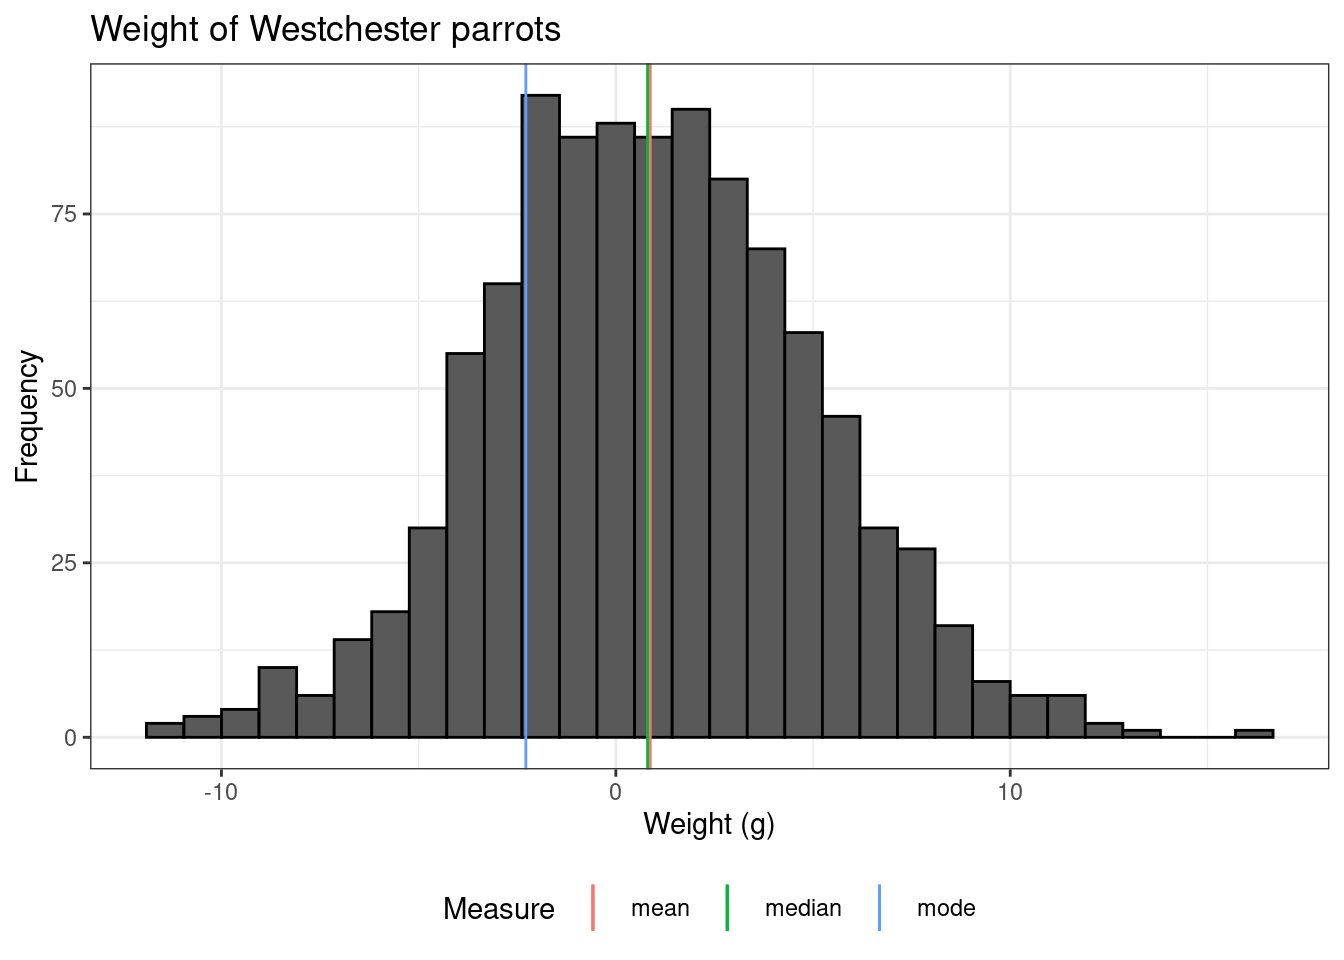 Weight of Westchester parrots
Frequency
75
50
25
0
-10 0 10
Weight (g)
Measure mean median mode